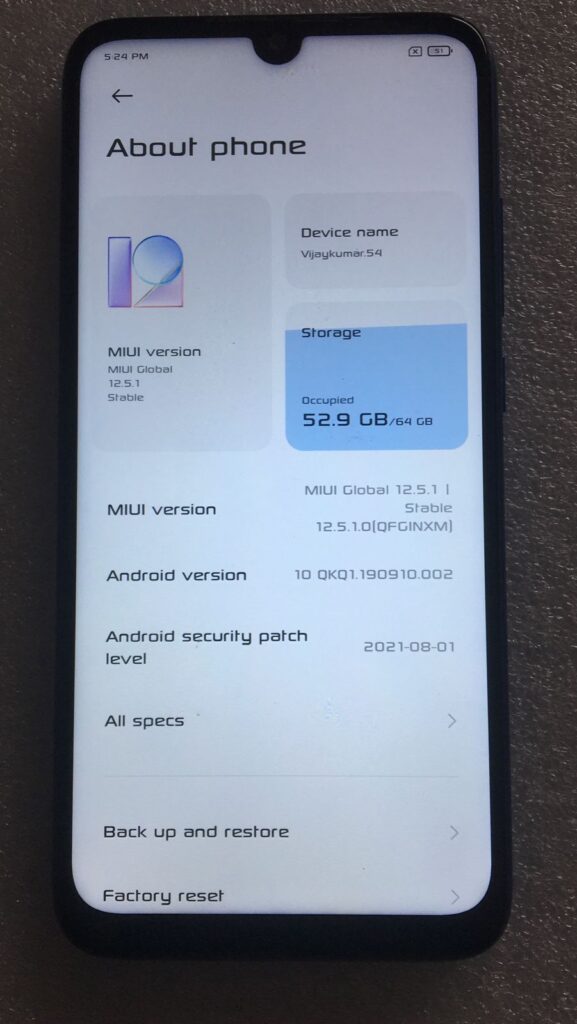 5:24 PM
51
About phone
Device name
Vijaykumar.54
12
MIUI version
MIUI Global
12.5.1
Stable
Storage
Occupied
52.9 GB/64 GB
MIUI version
MIUI Global 12.5.1 |
Stable
12.5.1.0(QFGINXM)
Android version
10 QKQ1.190910.002
Android security patch
level
2021-08-01
All specs
Back up and restore
Factory reset